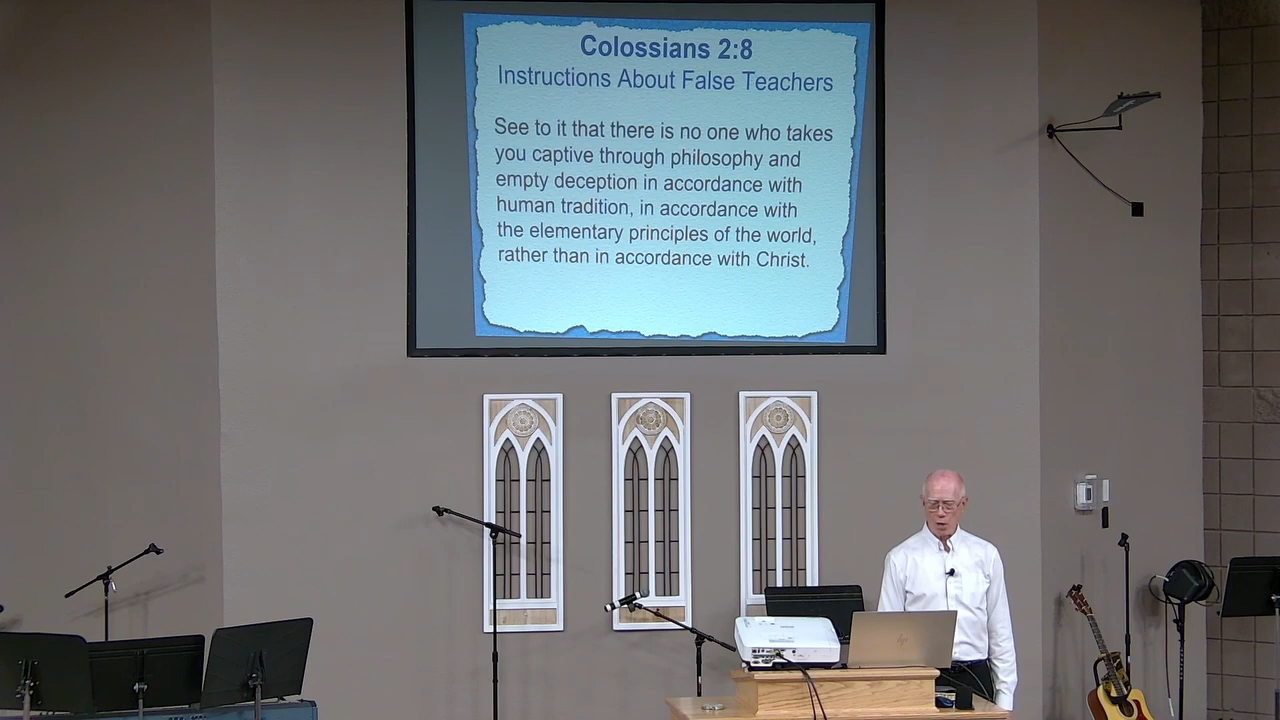 Colossians 2:8
Instructions About False Teachers
See to it that there is no one who takes
you captive through philosophy and
empty deception in accordance with
human tradition, in accordance with
the elementary principles of the world,
rather than in accordance with Christ.